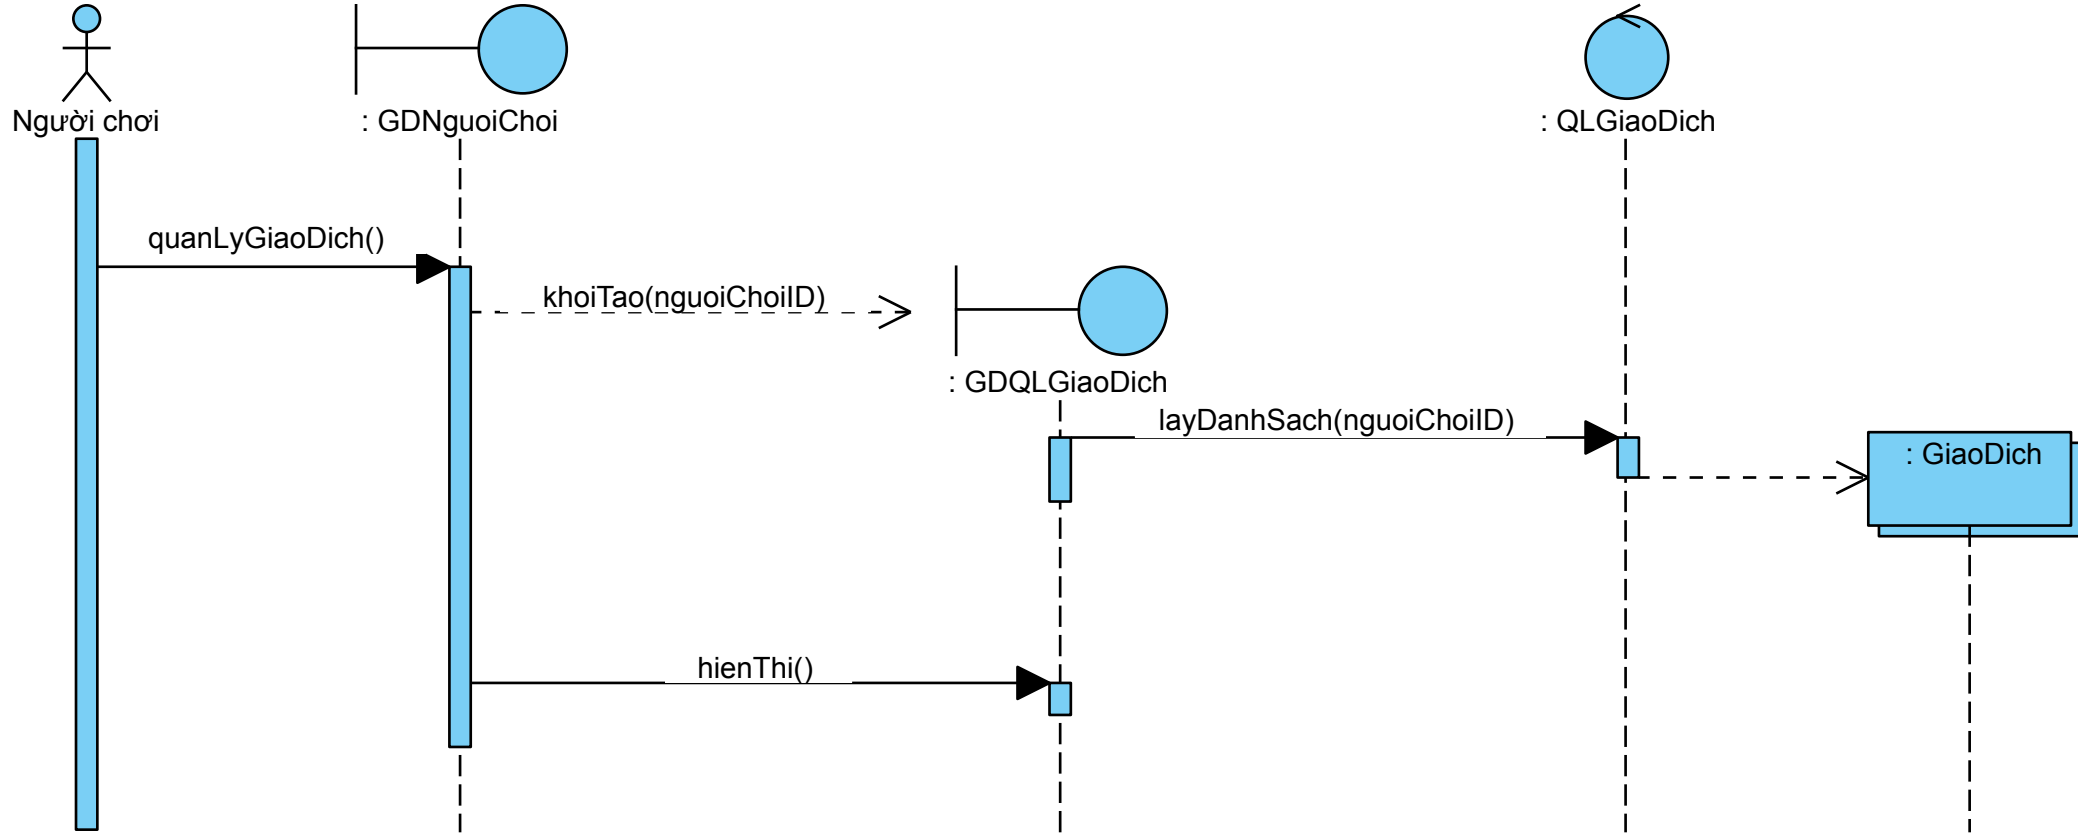 Người chơi
: GDNguoiChoi
: QLGiaoDich
quanLyGiaoDich()
khoiTao(nguoiChoiID)
: GDQLGiaoDich
layDanhSach(nguoiChoiID)
: GiaoDich
hienThi()